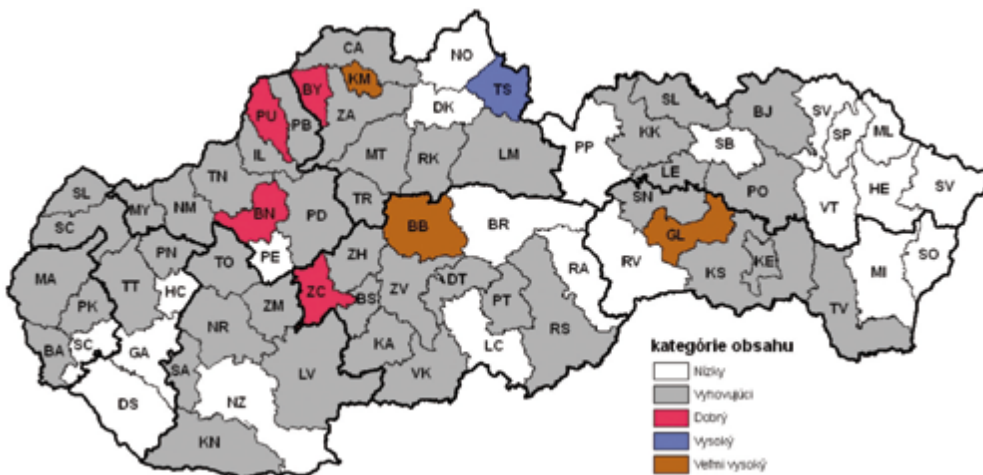 CA
NO
KM
BY
TS
DK
PU
PB
ZA
IL
MT
RK
LM
PP
SL
KK
BJ
SV
SP
ML
SB
LE
PO
HE
SV
VT
TN
SL
MY
NM
SC
BN
PD
TR
BB
BR
SN
GL
RV
RA
KS
KE
MI
SO
TV
PN
TO
PE
ZH
MA
TT
HC
PK
ZM
ZC
BS
ZV
DT
PT
RS
NR
BA
SC
GA
KA
LC
SA
LV
VK
DS
NZ
KN
kategórie obsahu
Nízky
Vyhovujúci
Dobrý
Vysoký
Veľmi vysoký